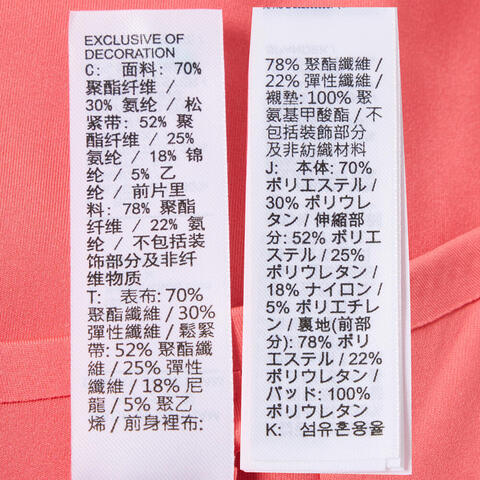 EXCLUSIVE OF
DECORATION
C: 面料: 70%
聚酯纤维 /
30% 氨纶 / 松
紧带: 52% 聚
酯纤维 / 25%
氨纶 / 18% 锦
纶 / 5% 乙
纶 / 前片里
料: 78% 聚酯
纤维 / 22% 氨
纶 / 不包括装
饰部分及非纤
维物质
T: 表布: 70%
聚酯纖維 / 30%
彈性纖維 / 鬆緊
帶: 52% 聚酯纖
維 / 25% 彈性
纖維 / 18% 尼
龍 / 5% 聚乙
烯 / 前身裡布:
78% 聚酯纖維 /
22% 彈性纖維 /
襯墊: 100% 聚
氨基甲酸酯 / 不
包括裝飾部分
及非紡織材料
J: 本体: 70%
ポリエステル /
30% ポリウレ
タン / 伸縮部
分: 52% ポリエ
ステル / 25%
ポリウレタン /
18% ナイロン /
5% ポリエチレ
ン / 裏地(前部
分): 78% ポリ
エステル / 22%
ポリウレタン /
パッド: 100%
ポリウレタン
K: 섬유혼용율